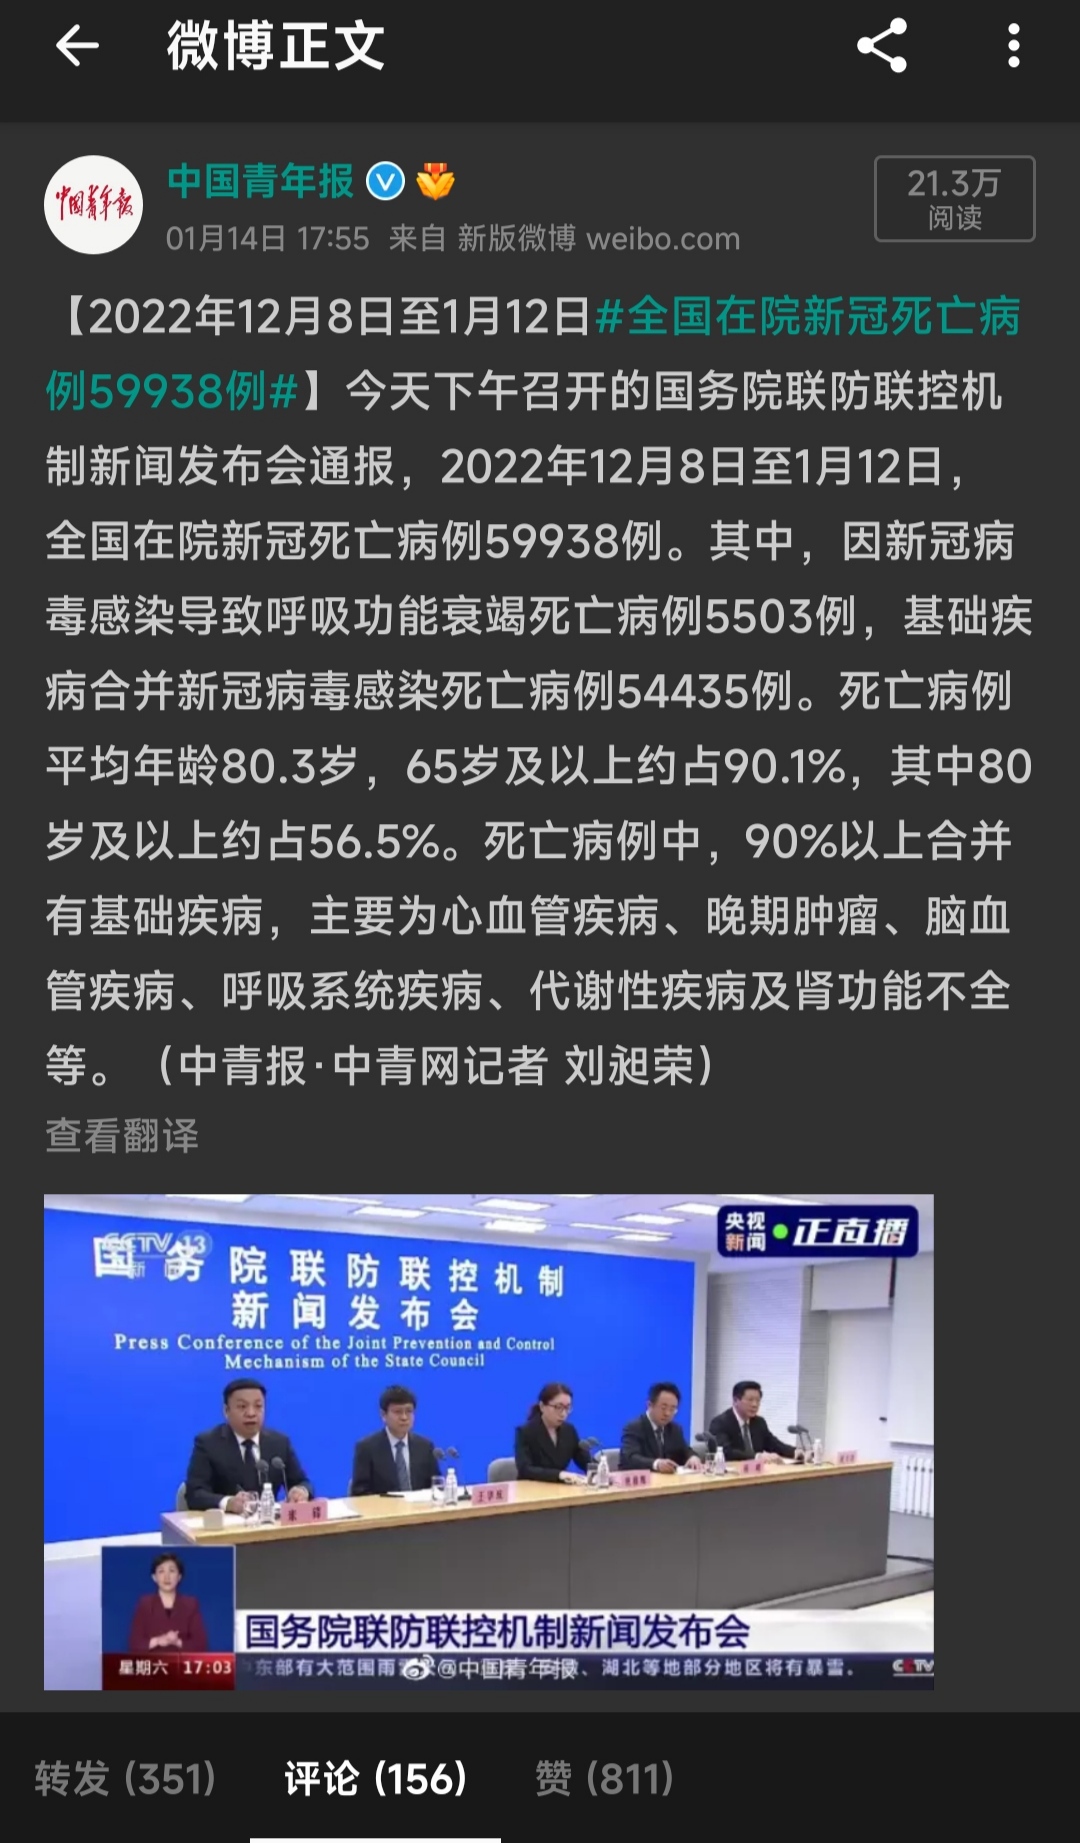 微博正文
中国青年报
中国青年报
01月14日 17:55 来自 新版微博 weibo.com
21.3万
阅读
【2022年12月8日至1月12日#全国在院新冠死亡病
例59938例#】今天下午召开的国务院联防联控机
制新闻发布会通报，2022年12月8日至1月12日，
全国在院新冠死亡病例59938例。其中，因新冠病
毒感染导致呼吸功能衰竭死亡病例5503例，基础疾
病合并新冠病毒感染死亡病例54435例。死亡病例
平均年龄80.3岁，65岁及以上约占90.1%，其中80
岁及以上约占56.5%。死亡病例中，90%以上合并
有基础疾病，主要为心血管疾病、晚期肿瘤、脑血
管疾病、呼吸系统疾病、代谢性疾病及肾功能不全
等。（中青报·中青网记者 刘昶荣）
查看翻译
CCTV 13
新闻
央视
新闻
正直播
国务院联防联控机制
新闻发布会
Press Conference of the Joint Prevention and Control
Mechanism of the State Council
国务院联防联控机制新闻发布会
星期六 17:03
东部有大范围雨
@中国青年报
、湖北等地部分地区将有暴雪。
CCTV
转发 (351)
评论 (156)
赞 (811)